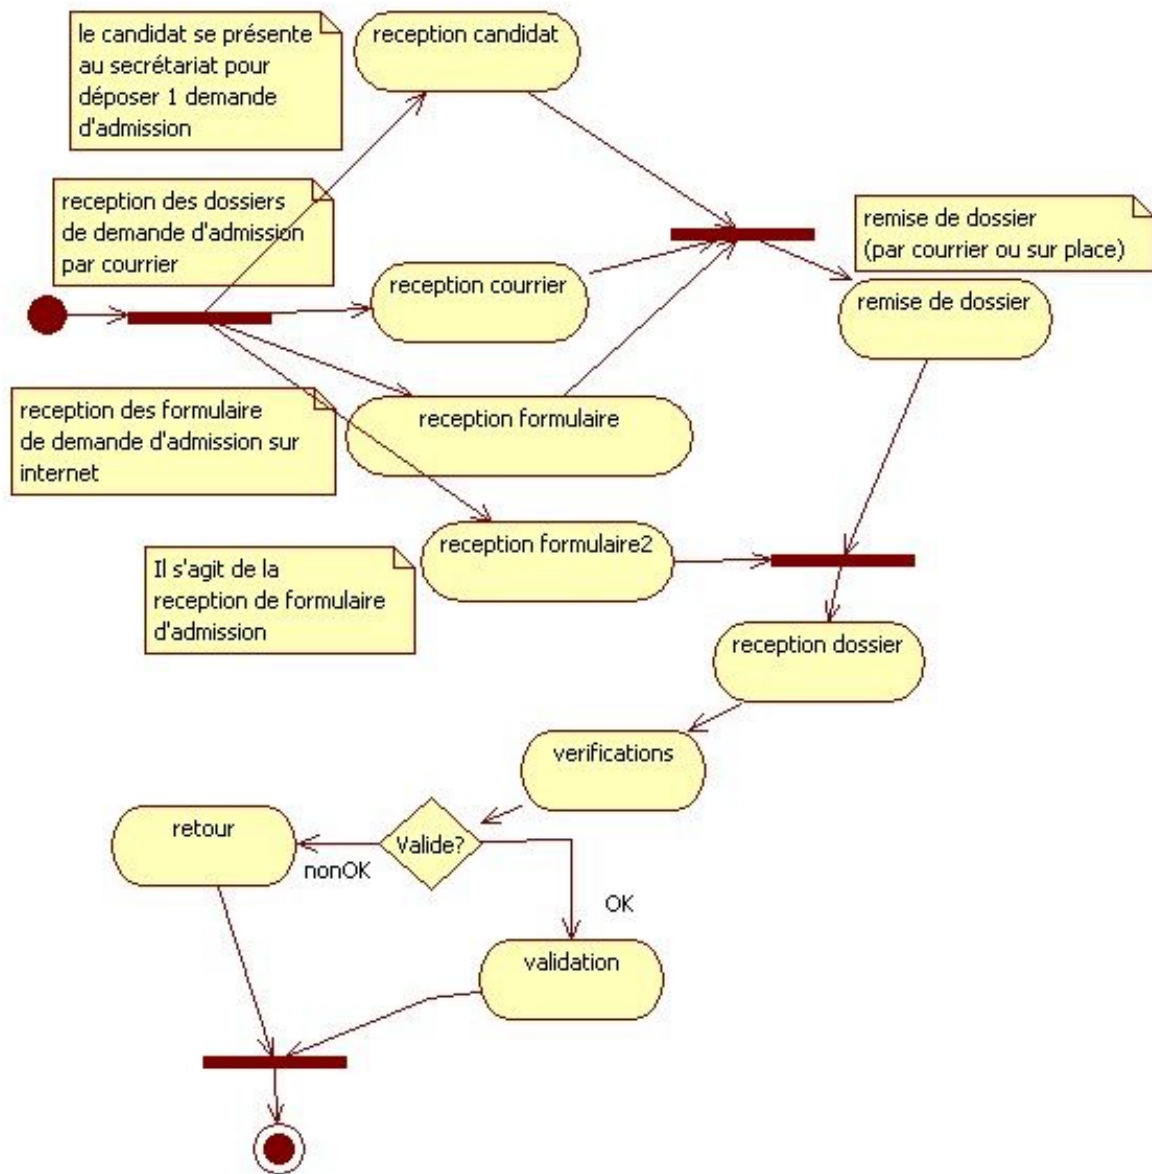 le candidat se présente
au secrétariat pour
déposer 1 demande
d'admission
reception candidat
reception des dossiers
de demande d'admission
par courrier
remise de dossier
(par courrier ou sur place)
reception courrier
remise de dossier
reception des formulaire
de demande d'admission sur
internet
reception formulaire
reception formulaire2
Il s'agit de la
reception de formulaire
d'admission
reception dossier
verifications
retour
Valide?
nonOK
OK
validation